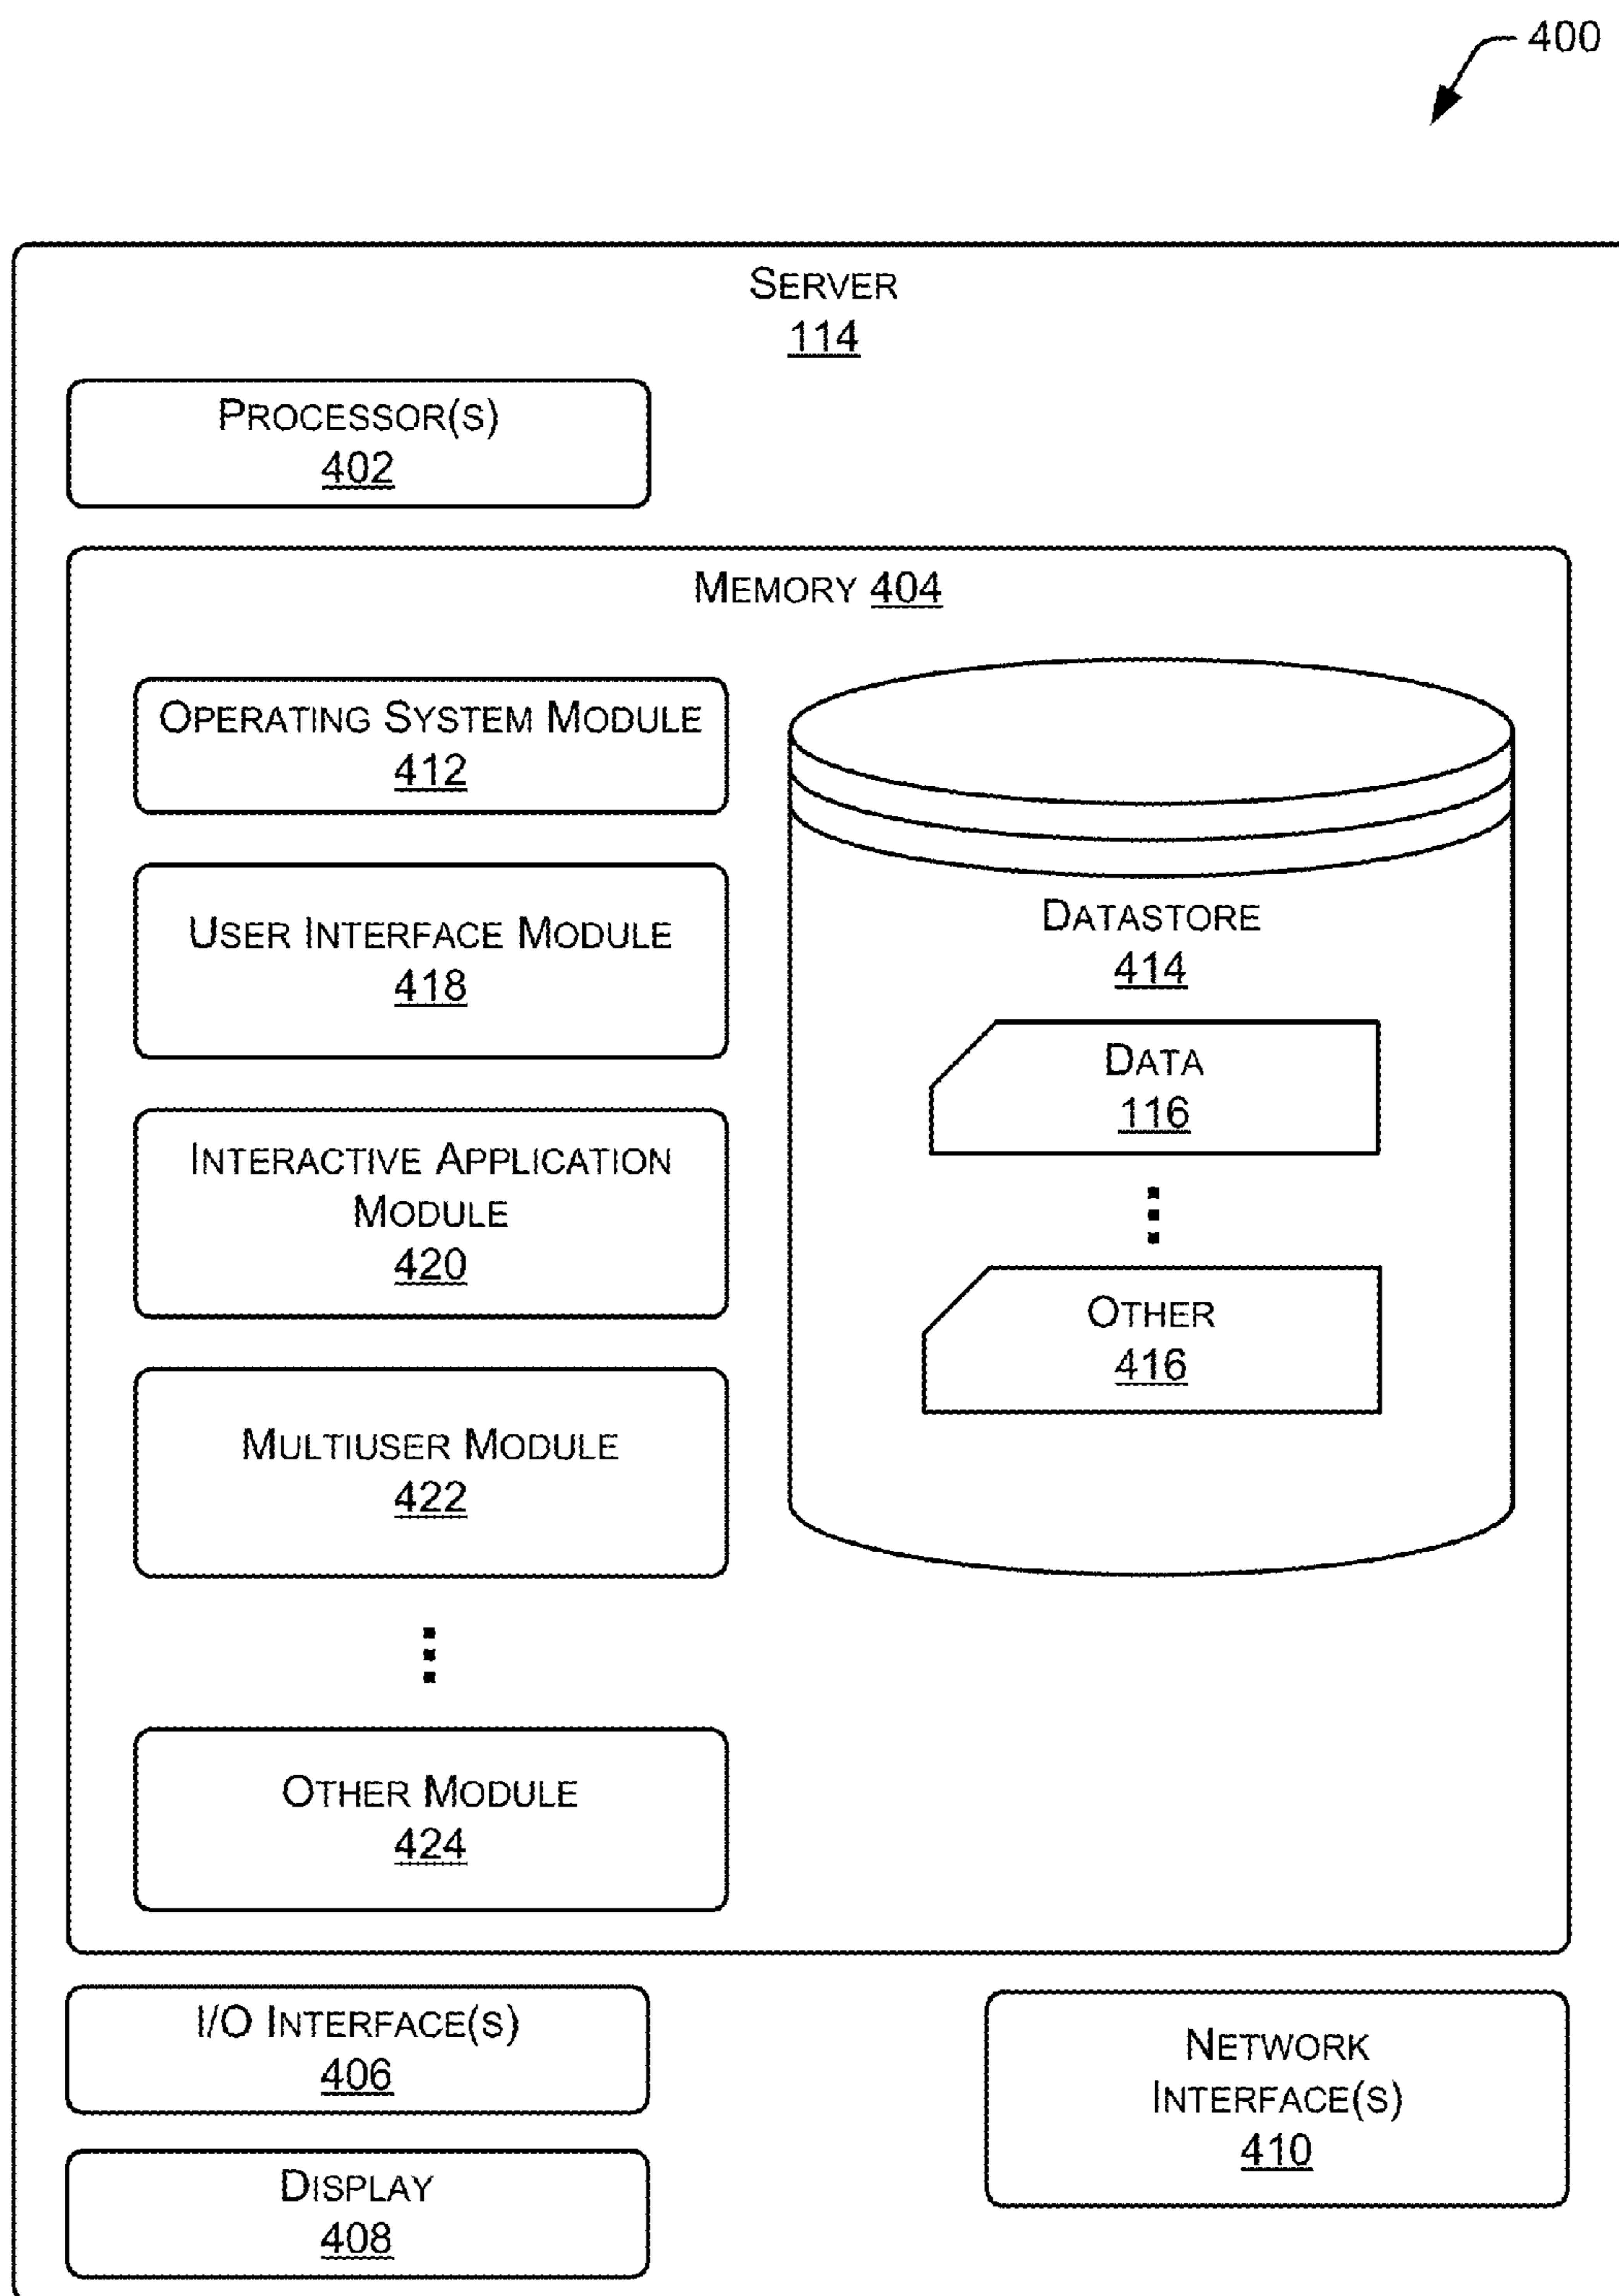 400
SERVER
114
PROCESSOR(S)
402
MEMORY 404
OPERATING SYSTEM MODULE
412
USER INTERFACE MODULE
418
INTERACTIVE APPLICATION
MODULE
420
MULTIUSER MODULE
422
OTHER MODULE
424
DATASTORE
414
DATA
116
OTHER
416
I/O INTERFACE(S)
406
DISPLAY
408
NETWORK
INTERFACE(S)
410